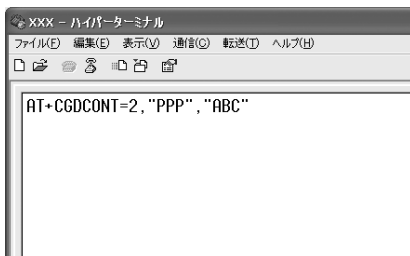 xxx - ハイパーターミナル
ファイル(F) 編集(E) 表示(V) 通信(C) 転送(T) ヘルプ(H)
AT+CGDCONT=2,"PPP","ABC"